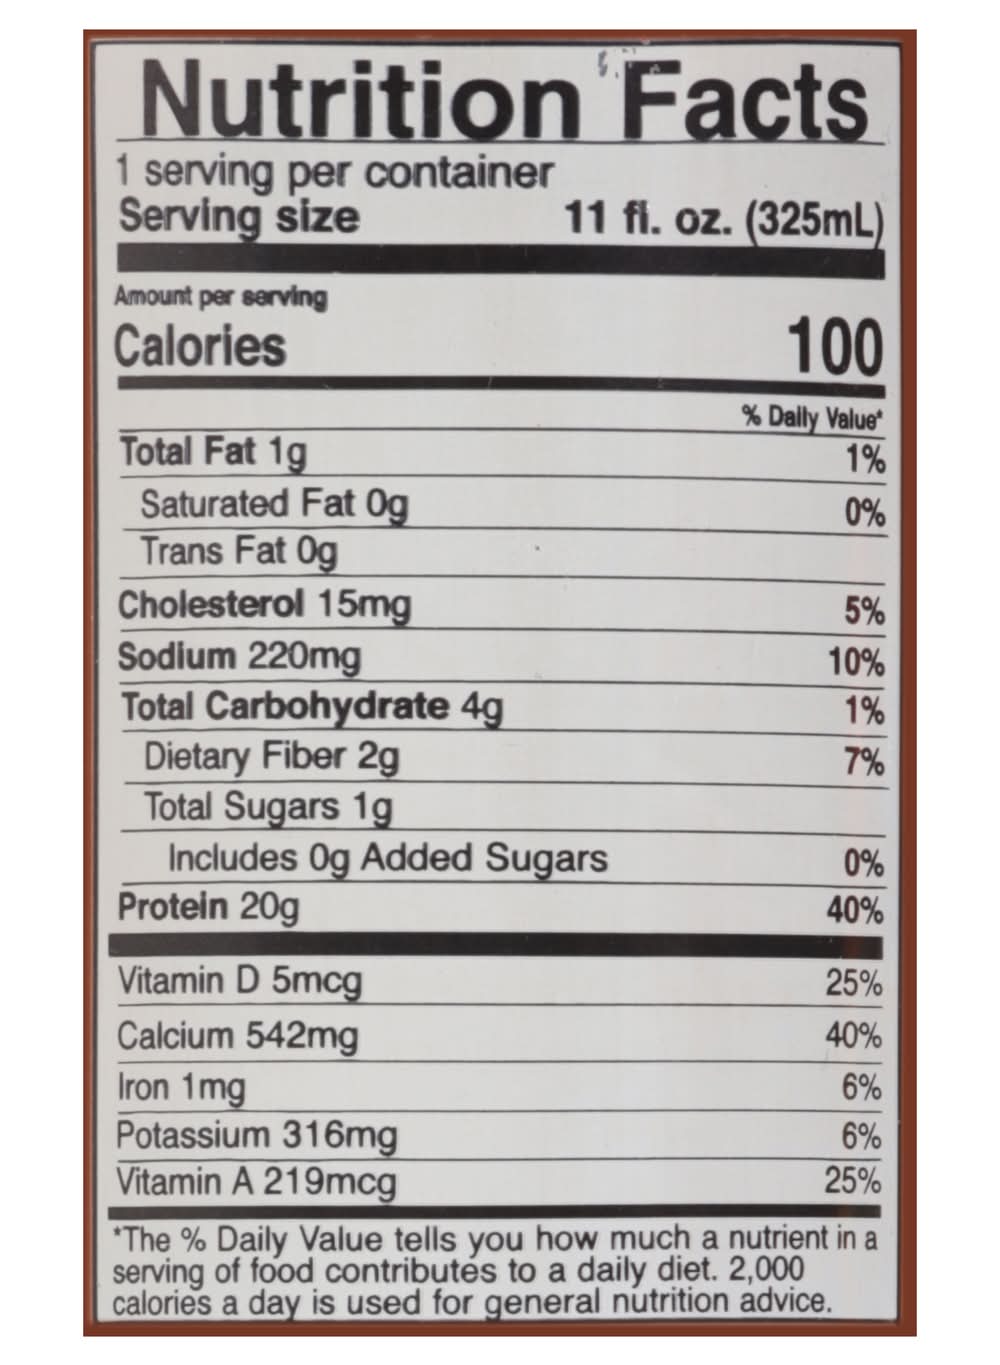 Nutrition Facts
1 serving per container
Serving size 11 fl. oz. (325mL)
Amount per serving
Calories 100
% Daily Value*
Total Fat 1g 1%
Saturated Fat 0g 0%
Trans Fat 0g
Cholesterol 15mg 5%
Sodium 220mg 10%
Total Carbohydrate 4g 1%
Dietary Fiber 2g 7%
Total Sugars 1g
Includes 0g Added Sugars 0%
Protein 20g 40%
Vitamin D 5mcg 25%
Calcium 542mg 40%
Iron 1mg 6%
Potassium 316mg 6%
Vitamin A 219mcg 25%
*The % Daily Value tells you how much a nutrient in a
serving of food contributes to a daily diet. 2,000
calories a day is used for general nutrition advice.